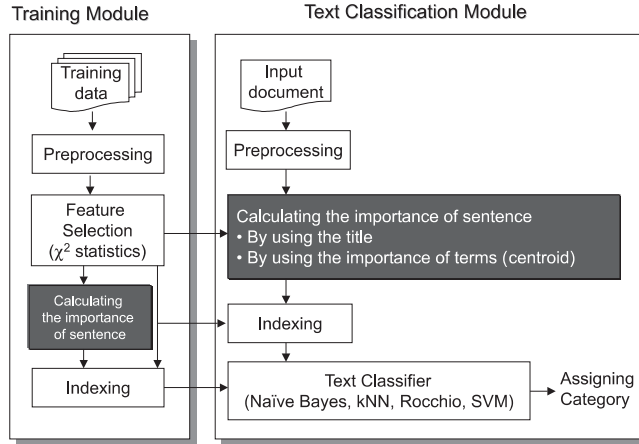 Training Module
Training
data
Preprocessing
Feature
Selection
(χ² statistics)
Calculating
the importance
of sentence
Indexing
Text Classification Module
Input
document
Preprocessing
Calculating the importance of sentence
• By using the title
• By using the importance of terms (centroid)
Indexing
Text Classifier
(Naïve Bayes, kNN, Rocchio, SVM)
Assigning
Category